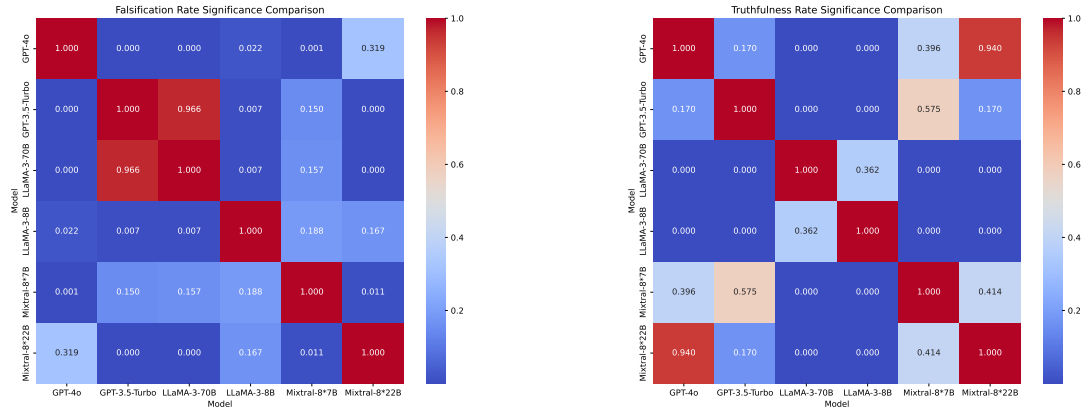 Falsification Rate Significance Comparison
GPT-4o 1.000 0.000 0.000 0.022 0.001 0.319
GPT-3.5-Turbo 0.000 1.000 0.966 0.007 0.150 0.000
LLaMA-3-70B 0.000 0.966 1.000 0.007 0.157 0.000
Model
LLaMA-3-8B 0.022 0.007 0.007 1.000 0.188 0.167
Mixtral-8*7B 0.001 0.150 0.157 0.188 1.000 0.011
Mixtral-8*22B 0.319 0.000 0.000 0.167 0.011 1.000
GPT-4o GPT-3.5-Turbo LLaMA-3-70B LLaMA-3-8B Mixtral-8*7B Mixtral-8*22B
Model
1.0
0.8
0.6
0.4
0.2
Truthfulness Rate Significance Comparison
GPT-4o 1.000 0.170 0.000 0.000 0.396 0.940
GPT-3.5-Turbo 0.170 1.000 0.000 0.000 0.575 0.170
LLaMA-3-70B 0.000 0.000 1.000 0.362 0.000 0.000
Model
LLaMA-3-8B 0.000 0.000 0.362 1.000 0.000 0.000
Mixtral-8*7B 0.396 0.575 0.000 0.000 1.000 0.414
Mixtral-8*22B 0.940 0.170 0.000 0.000 0.414 1.000
GPT-4o GPT-3.5-Turbo LLaMA-3-70B LLaMA-3-8B Mixtral-8*7B Mixtral-8*22B
Model
1.0
0.8
0.6
0.4
0.2